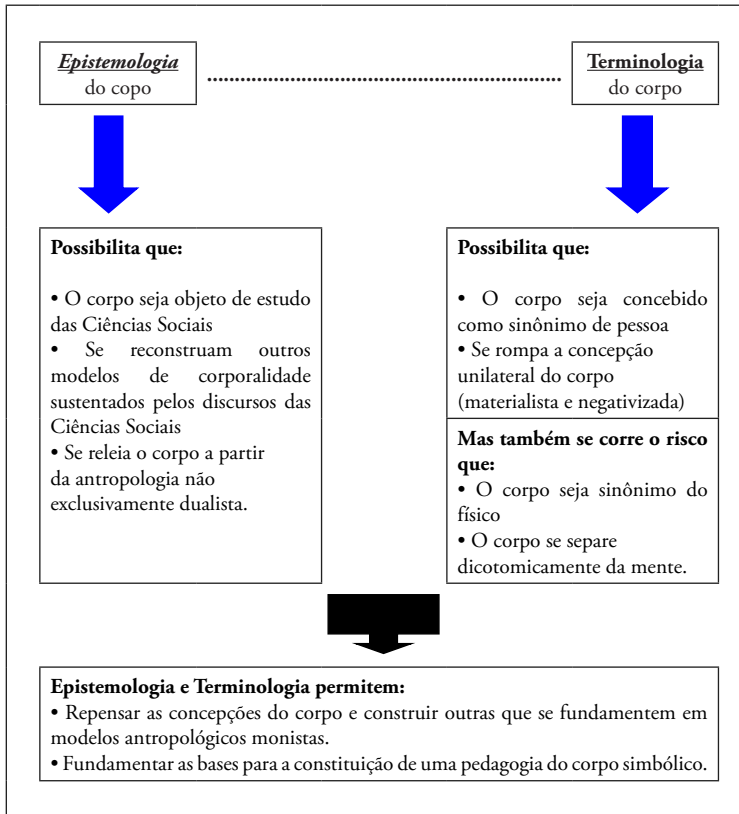 Epistemologia
do copo
Terminologia
do corpo
Possibilita que:
• O corpo seja objeto de estudo
das Ciências Sociais
• Se reconstruam outros
modelos de corporalidade
sustentados pelos discursos das
Ciências Sociais
• Se releia o corpo a partir
da antropologia não
exclusivamente dualista.
Possibilita que:
• O corpo seja concebido
como sinônimo de pessoa
• Se rompa a concepção
unilateral do corpo
(materialista e negativizada)
Mas também se corre o risco
que:
• O corpo seja sinônimo do
físico
• O corpo se separe
dicotomicamente da mente.
Epistemologia e Terminologia permitem:
• Repensar as concepções do corpo e construir outras que se fundamentem em
modelos antropológicos monistas.
• Fundamentar as bases para a constituição de uma pedagogia do corpo simbólico.